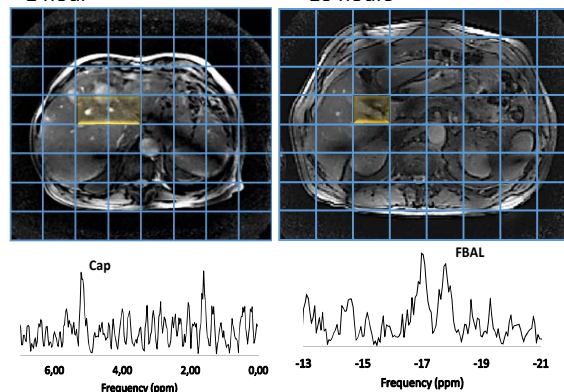 Cap
FBAL
6,00 4,00 2,00 0,00
-13 -15 -17 -19 -21
Frequency (ppm)
Frequency (ppm)